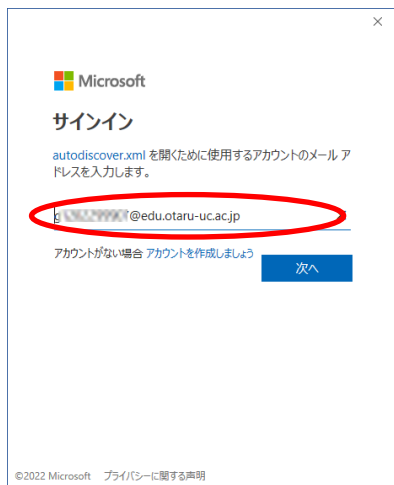 Microsoft
サインイン
autodiscover.xml を開くために使用するアカウントのメール ア
ドレスを入力します。
@edu.otaru-uc.ac.jp
アカウントがない場合 アカウントを作成しましょう
次へ
©2022 Microsoft プライバシーに関する声明